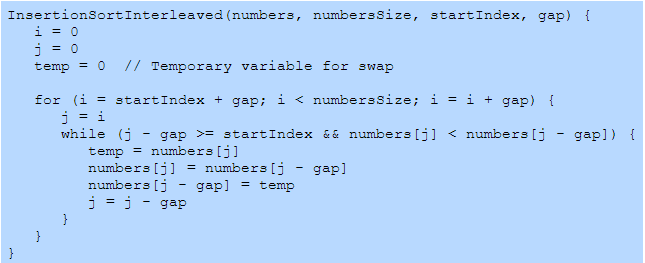 InsertionSortInterleaved(numbers, numbersSize, startIndex, gap) {
   i = 0
   j = 0
   temp = 0  // Temporary variable for swap

   for (i = startIndex + gap; i < numbersSize; i = i + gap) {
      j = i
      while (j - gap >= startIndex && numbers[j] < numbers[j - gap]) {
         temp = numbers[j]
         numbers[j] = numbers[j - gap]
         numbers[j - gap] = temp
         j = j - gap
      }
   }
}